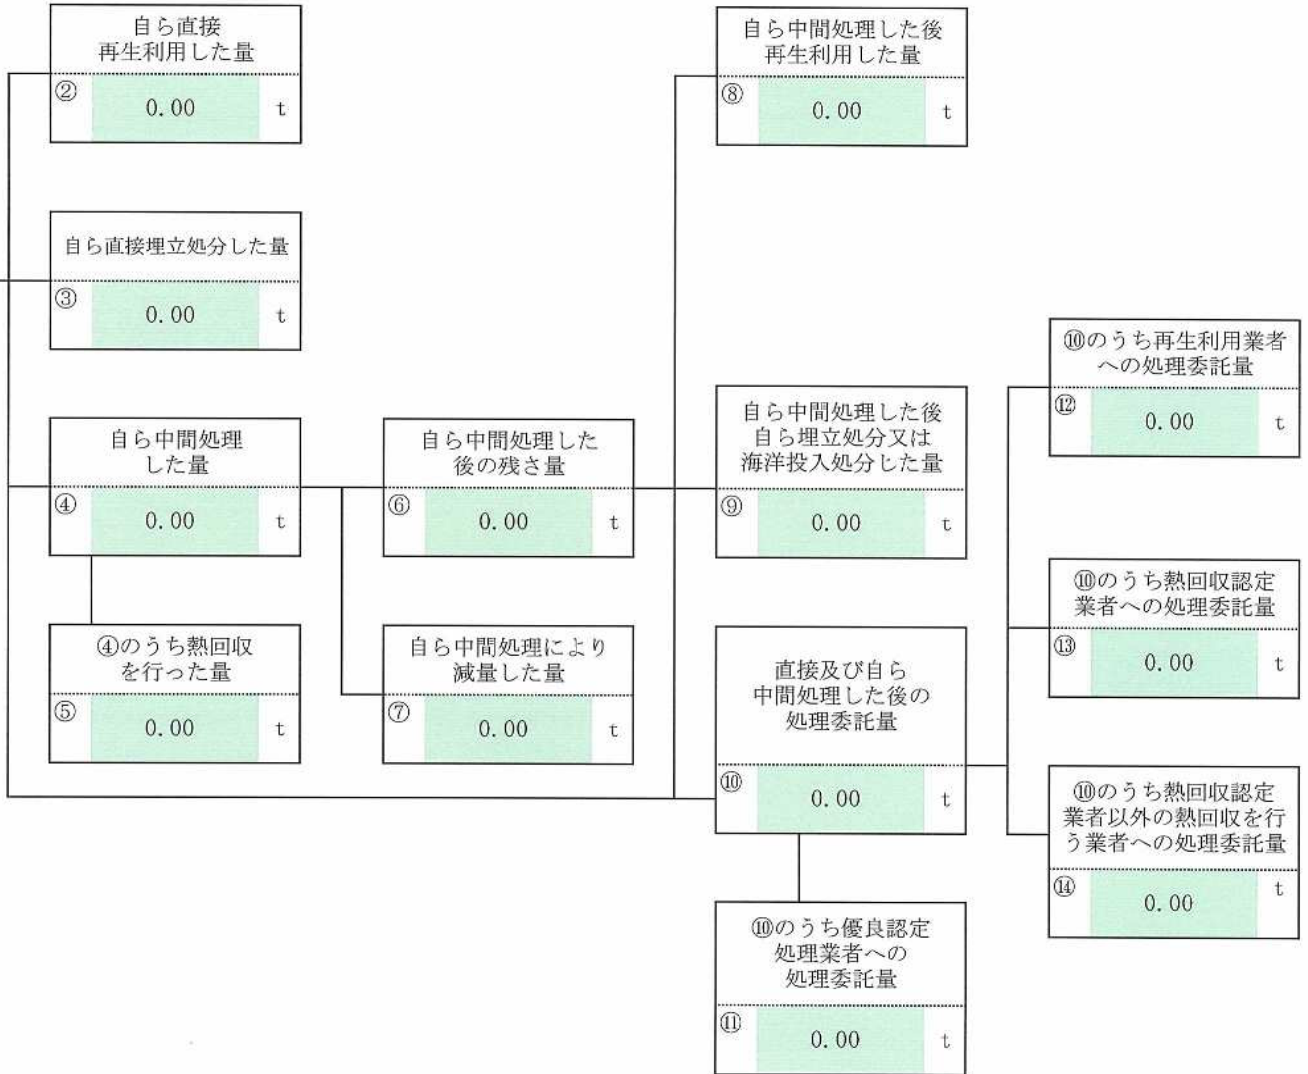 自ら直接
再生利用した量
② 0.00 t
自ら直接埋立処分した量
③ 0.00 t
自ら中間処理
した量
④ 0.00 t
④のうち熱回収
を行った量
⑤ 0.00 t
自ら中間処理した
後の残さ量
⑥ 0.00 t
自ら中間処理により
減量した量
⑦ 0.00 t
自ら中間処理した後
再生利用した量
⑧ 0.00 t
自ら中間処理した後
自ら埋立処分又は
海洋投入処分した量
⑨ 0.00 t
直接及び自ら
中間処理した後の
処理委託量
⑩ 0.00 t
⑩のうち優良認定
処理業者への
処理委託量
⑪ 0.00 t
⑩のうち再生利用業者
への処理委託量
⑫ 0.00 t
⑩のうち熱回収認定
業者への処理委託量
⑬ 0.00 t
⑩のうち熱回収認定
業者以外の熱回収を行
う業者への処理委託量
⑭ 0.00 t